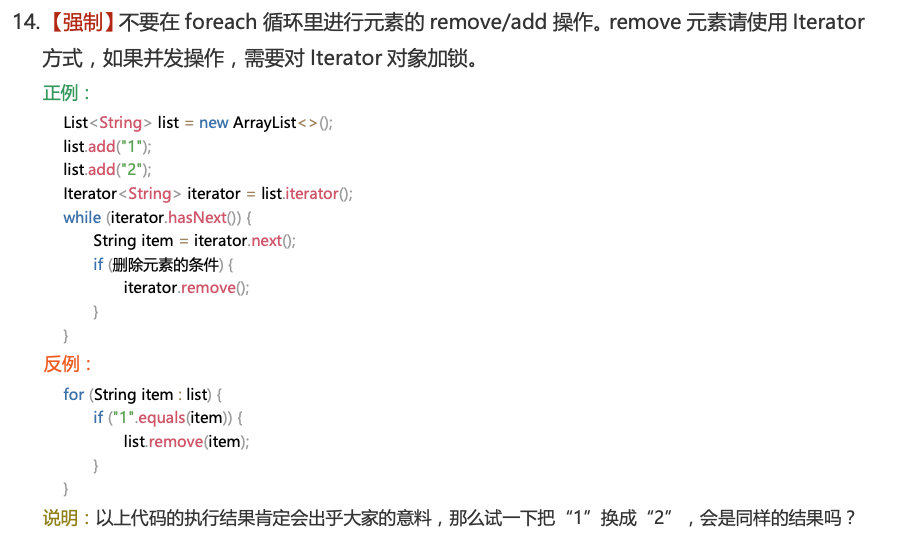 14.【强制】不要在 foreach 循环里进行元素的 remove/add 操作。remove 元素请使用 Iterator
方式，如果并发操作，需要对 Iterator 对象加锁。
正例：
List<String> list = new ArrayList<>();
list.add("1");
list.add("2");
Iterator<String> iterator = list.iterator();
while (iterator.hasNext()) {
String item = iterator.next();
if (删除元素的条件) {
iterator.remove();
}
}
反例：
for (String item : list) {
if ("1".equals(item)) {
list.remove(item);
}
}
说明：以上代码的执行结果肯定会出乎大家的意料，那么试一下把“1”换成“2”，会是同样的结果吗？